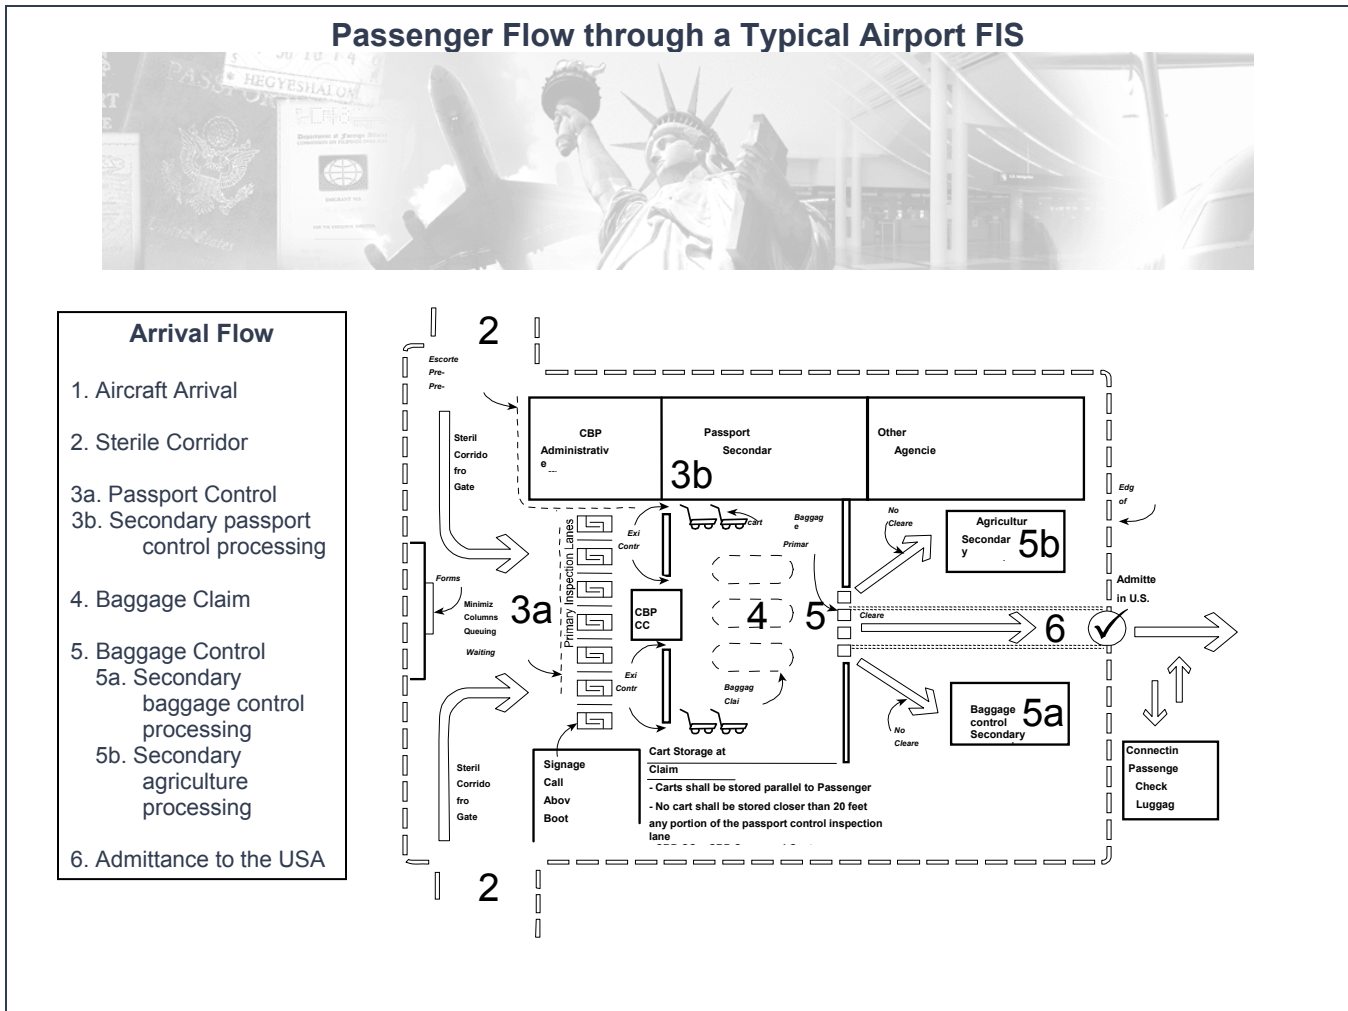 Passenger Flow through a Typical Airport FIS
HEGYESHALOM
Arrival Flow
1. Aircraft Arrival
2. Sterile Corridor
3a. Passport Control
3b. Secondary passport
control processing
4. Baggage Claim
5. Baggage Control
5a. Secondary
baggage control
processing
5b. Secondary
agriculture
processing
6. Admittance to the USA
2
Escorte
Pre-
Pre-
Steril
Corrido
fro
Gate
CBP
Administrativ
e
Passport
Secondar
3b
Other
Agencie
Edg
of
Forms
Minimiz
Columns
Queuing
Waiting
3a
Primary Inspection Lanes
Exi
Contr
CBP
CC
Exi
Contr
cart
Baggag
e
Primar
4
5
Baggag
Clai
No
Cleare
Agricultur
Secondar
y
5b
Cleare
6
Admitte
in U.S.
No
Cleare
Baggage
control
Secondary
5a
Connectin
Passenge
Check
Luggag
Steril
Corrido
fro
Gate
Signage
Call
Abov
Boot
Cart Storage at
Claim
- Carts shall be stored parallel to Passenger
- No cart shall be stored closer than 20 feet
any portion of the passport control inspection
lane
2